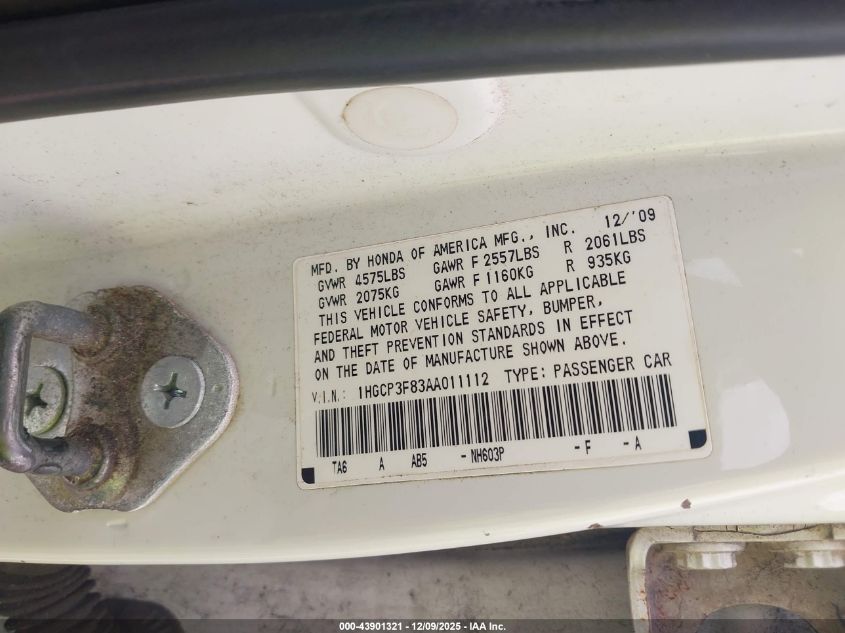 MFD. BY HONDA OF AMERICA MFG., INC. 12/'09
GVWR 4575LBS GAWR F 2557LBS R 2061LBS
GVWR 2075KG GAWR F 1160KG R 935KG
THIS VEHICLE CONFORMS TO ALL APPLICABLE
FEDERAL MOTOR VEHICLE SAFETY, BUMPER,
AND THEFT PREVENTION STANDARDS IN EFFECT
ON THE DATE OF MANUFACTURE SHOWN ABOVE.
V.I.N.: 1HGCP3F83AA011112 TYPE: PASSENGER CAR
TA6 A AB5 - NH603P - F - A
000-43901321 - 12/09/2025 - IAA Inc.